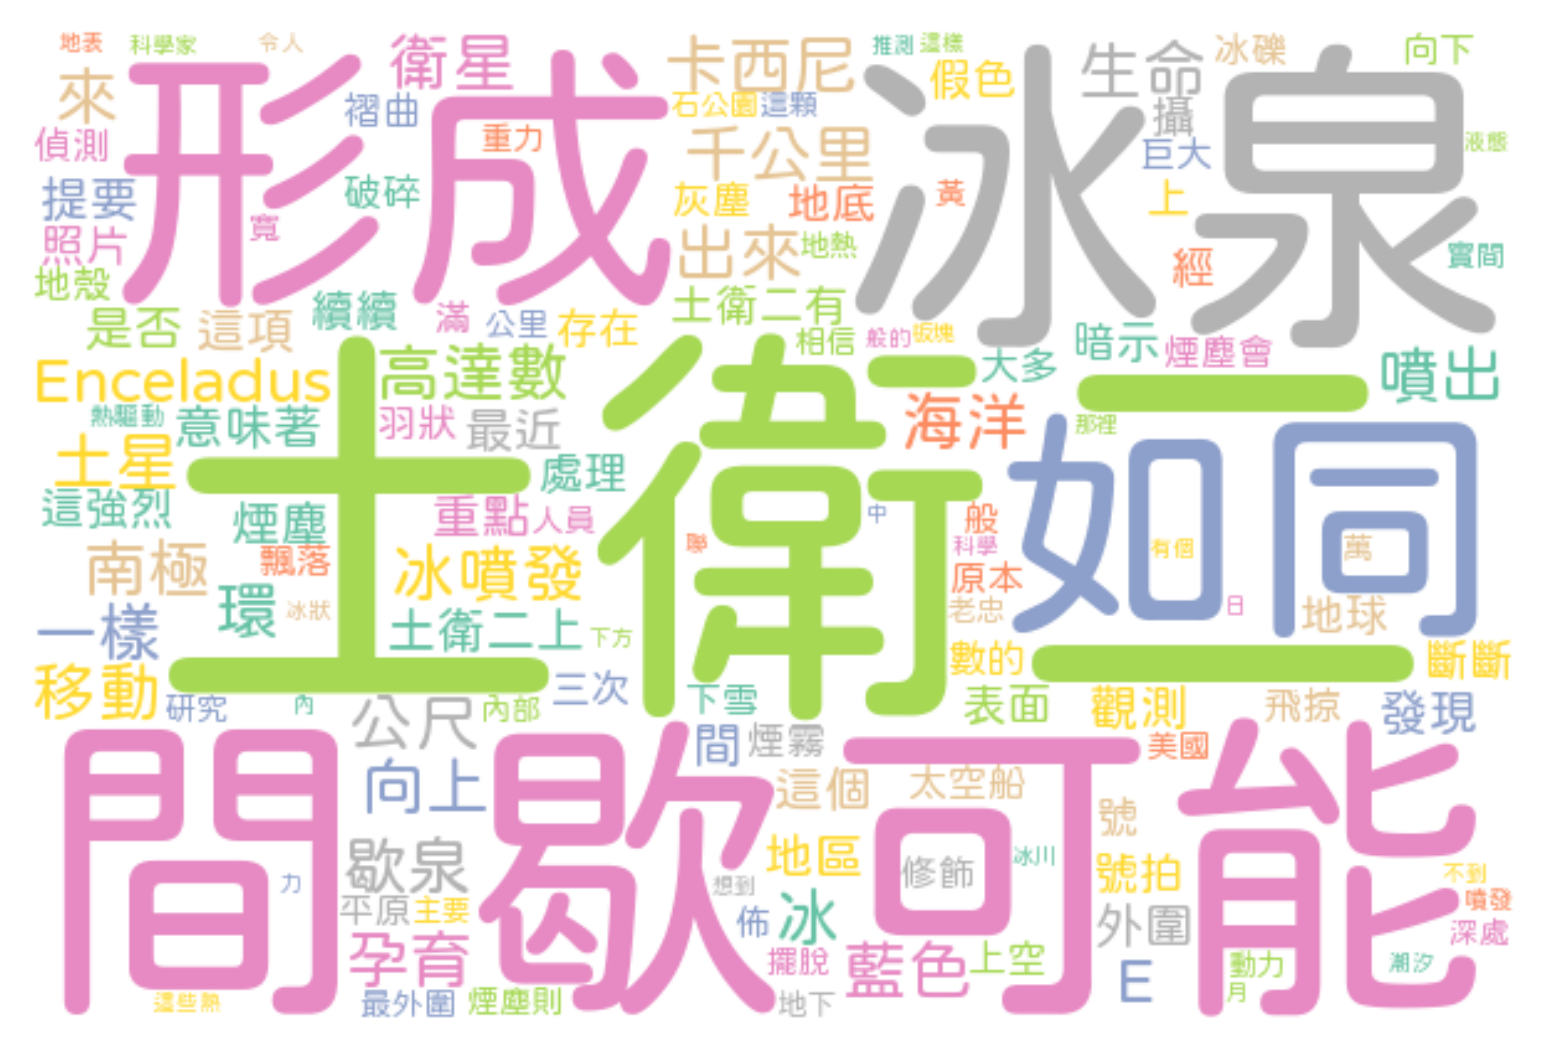 地表 科學家 令人 衛星 卡西尼 推測 這樣 生命 冰礫 向下
來 形成 褶曲 石公園 這顆 假色 冰泉 攝
偵測 重力 千公里 巨大 液態
提要 破碎 灰塵 地底 黃 上
照片 寬 出來 地熱 經 實間
地殼 續續 滿 公里 存在 土衛二有
是否 這項 相信 般的 板塊 暗示 煙塵會
Enceladus 高達數 土衛二 大多 噴出
熱驅動 意味著 羽狀 最近 海洋 那裡
土星 處理 如同
這強烈 煙塵 重點 人員 中 般
南極 飄落 冰噴發 聯 科學 有個 萬
環 冰狀 原本 老忠 日 地球
一樣 土衛二上 下方 數的 斷斷
移動 研究 內 公尺 內部 三次 下雪 表面 觀測 飛掠 發現
間歇 向上 間 煙霧 這個 太空船 美國 可能
歇泉 地區 修飾 冰川 號 號拍 不到
力 平原 主要 想到 佈 冰 外圍 噴發
孕育 擺脫 藍色 上空 E 動力 潮汐 深處
這些熱 最外圍 煙塵則 地下 月